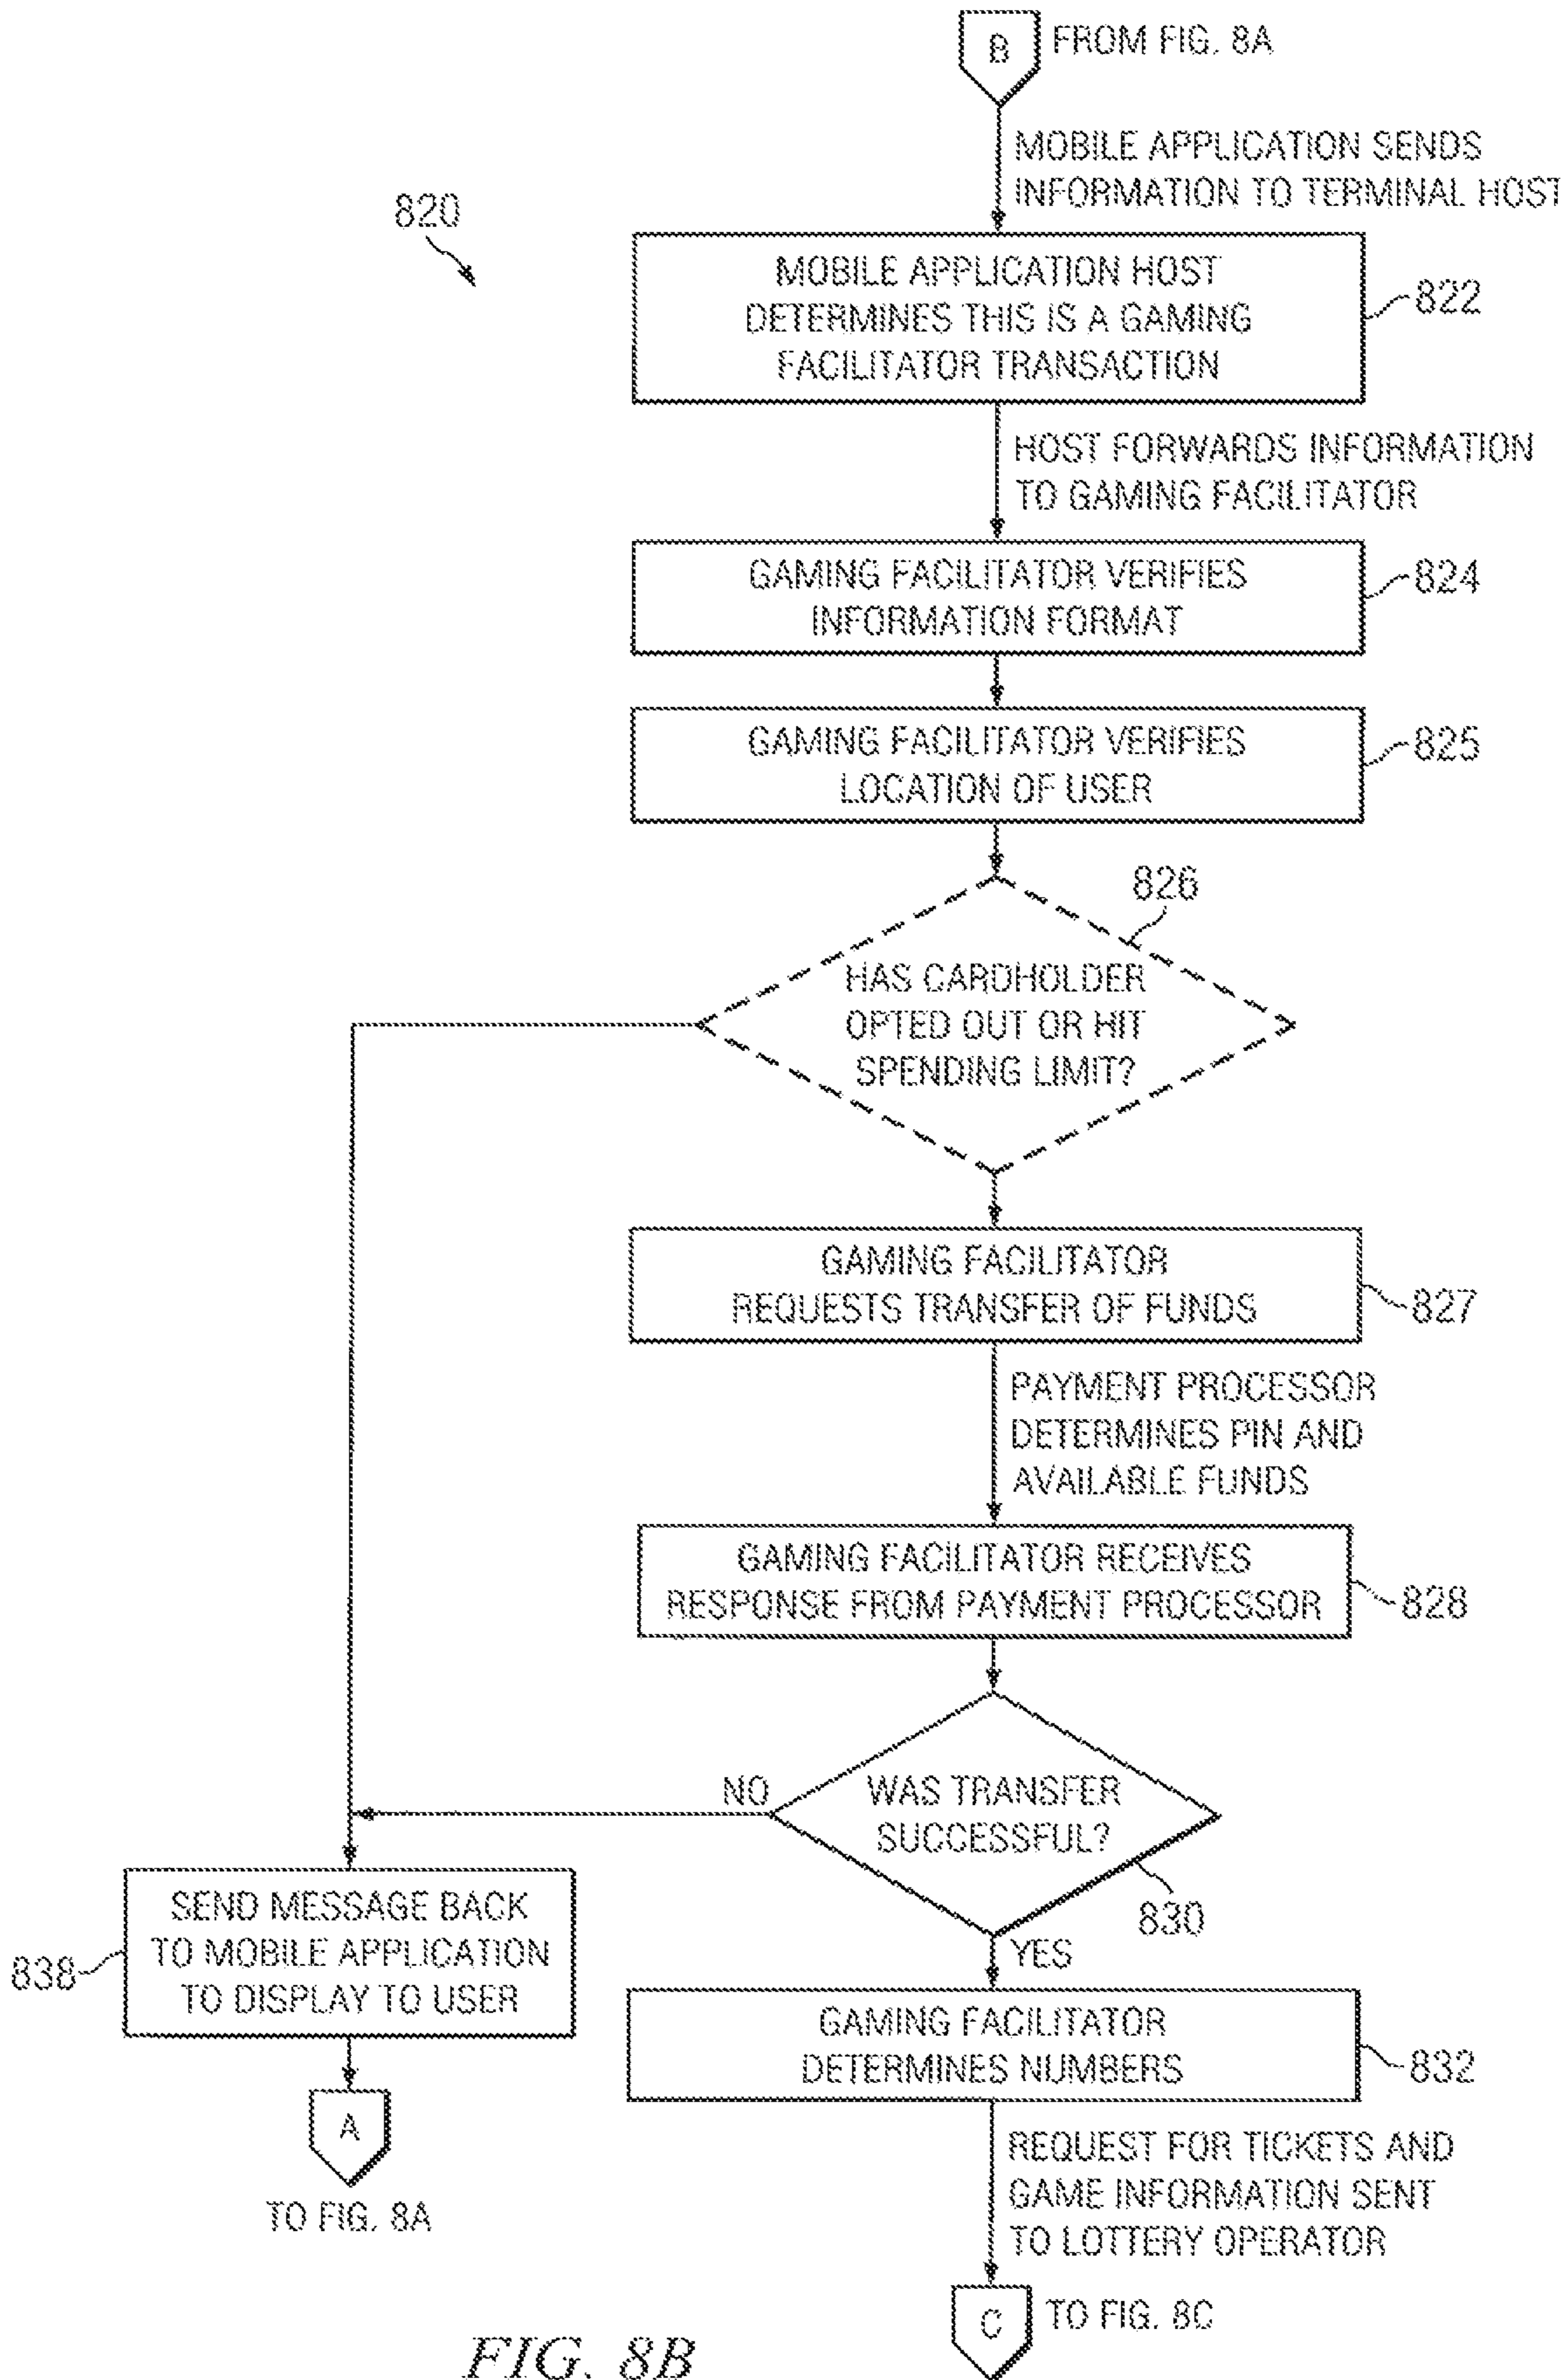 B
FROM FIG. 8A
MOBILE APPLICATION SENDS
INFORMATION TO TERMINAL HOST
820
MOBILE APPLICATION HOST
DETERMINES THIS IS A GAMING
FACILITATOR TRANSACTION
822
HOST FORWARDS INFORMATION
TO GAMING FACILITATOR
GAMING FACILITATOR VERIFIES
INFORMATION FORMAT
824
GAMING FACILITATOR VERIFIES
LOCATION OF USER
825
826
HAS CARDHOLDER
OPTED OUT OR HIT
SPENDING LIMIT?
GAMING FACILITATOR
REQUESTS TRANSFER OF FUNDS
827
PAYMENT PROCESSOR
DETERMINES PIN AND
AVAILABLE FUNDS
GAMING FACILITATOR RECEIVES
RESPONSE FROM PAYMENT PROCESSOR
828
NO
WAS TRANSFER
SUCCESSFUL?
830
YES
SEND MESSAGE BACK
TO MOBILE APPLICATION
TO DISPLAY TO USER
838
GAMING FACILITATOR
DETERMINES NUMBERS
832
A
TO FIG. 8A
REQUEST FOR TICKETS AND
GAME INFORMATION SENT
TO LOTTERY OPERATOR
C
TO FIG. 8C
FIG. 8B